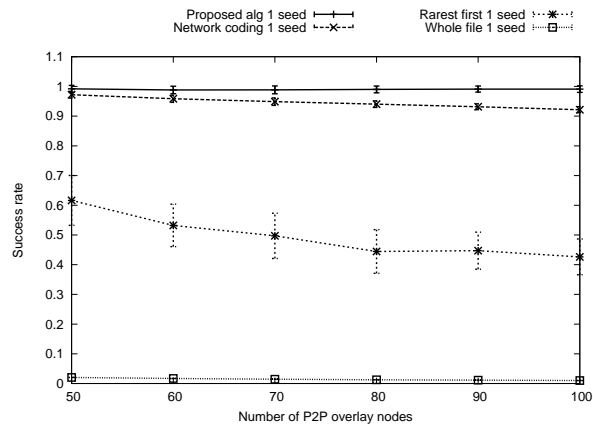 Proposed alg 1 seed
Network coding 1 seed
Rarest first 1 seed
Whole file 1 seed
1.1
1
0.9
0.8
0.7
0.6
0.5
0.4
0.3
0.2
0.1
0
Success rate
50 60 70 80 90 100
Number of P2P overlay nodes